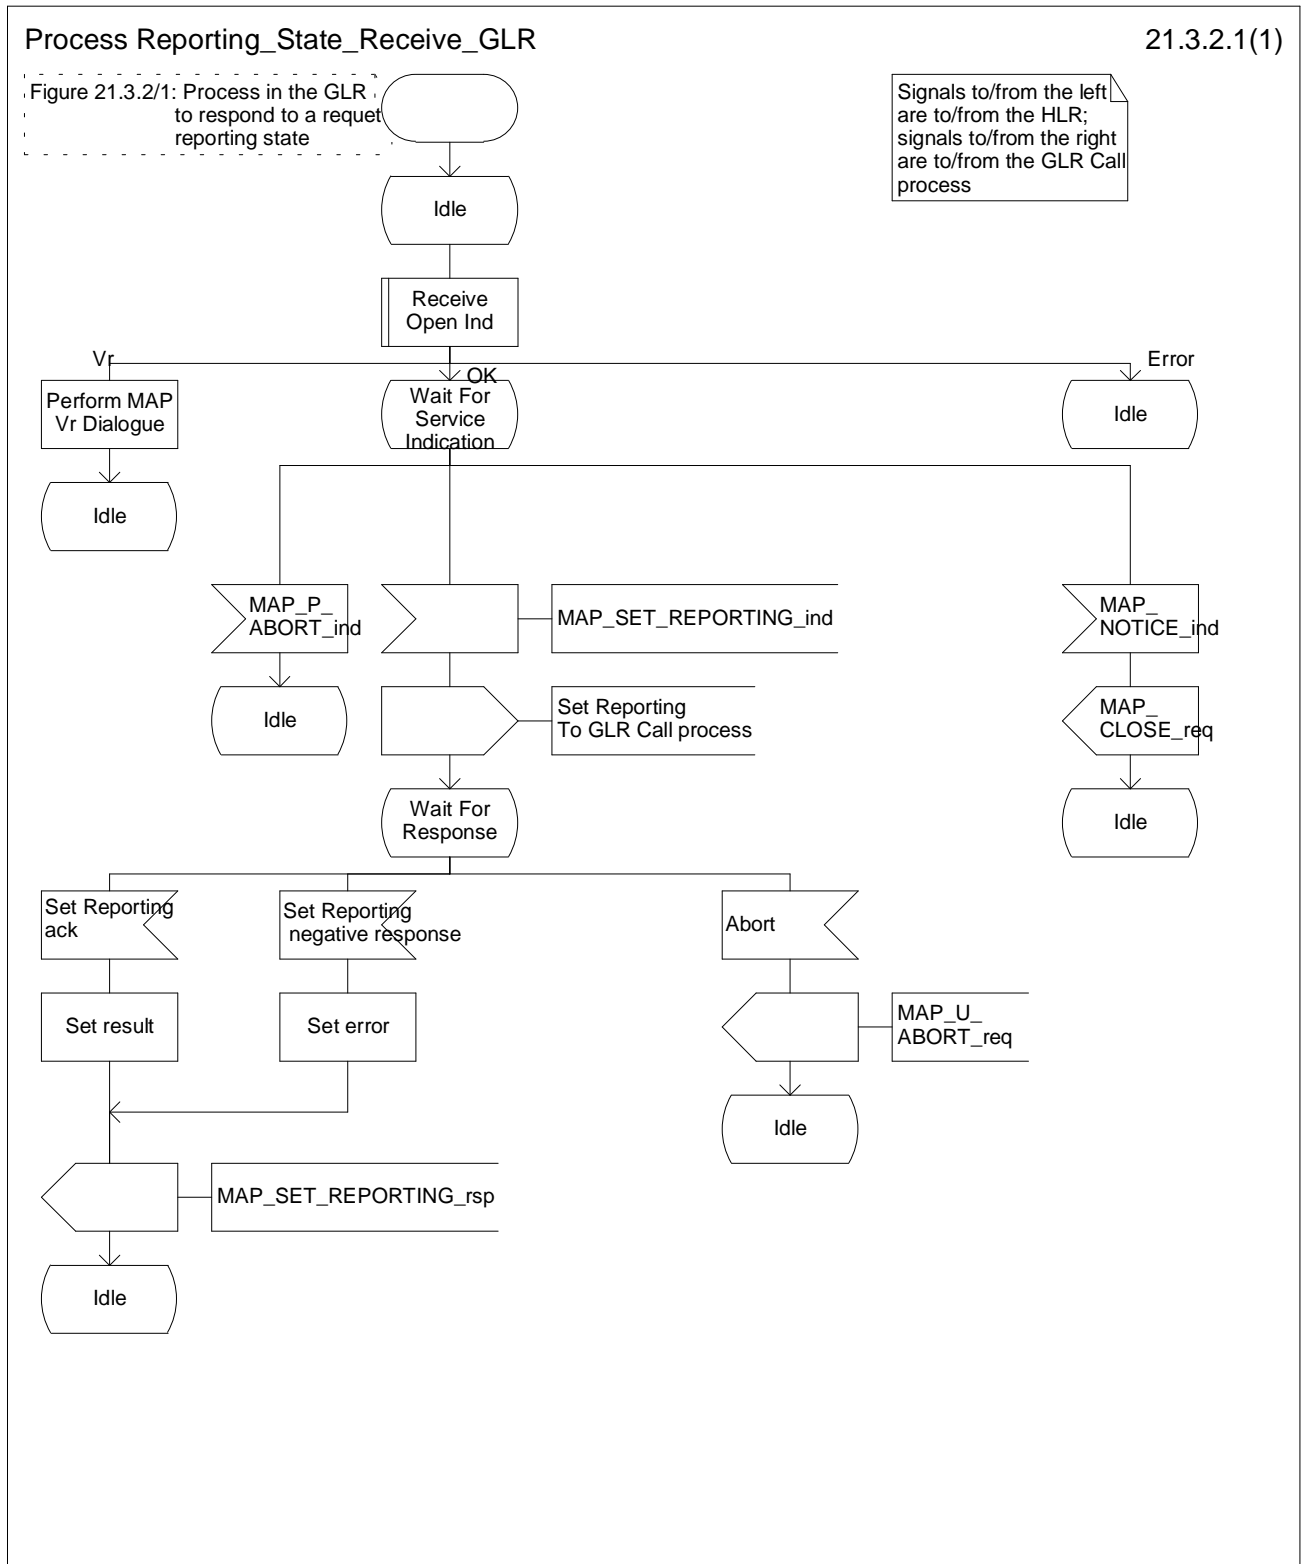 Process Reporting_State_Receive_GLR
21.3.2.1(1)
Figure 21.3.2/1: Process in the GLR
to respond to a requet
reporting state
Signals to/from the left
are to/from the HLR;
signals to/from the right
are to/from the GLR Call
process
Idle
Receive
Open Ind
Vr
OK
Error
Perform MAP
Vr Dialogue
Wait For
Service
Indication
Idle
Idle
MAP_P_
ABORT_ind
MAP_SET_REPORTING_ind
MAP_
NOTICE_ind
Idle
Set Reporting
To GLR Call process
MAP_
CLOSE_req
Wait For
Response
Idle
Set Reporting
ack
Set Reporting
negative response
Abort
Set result
Set error
MAP_U_
ABORT_req
Idle
MAP_SET_REPORTING_rsp
Idle